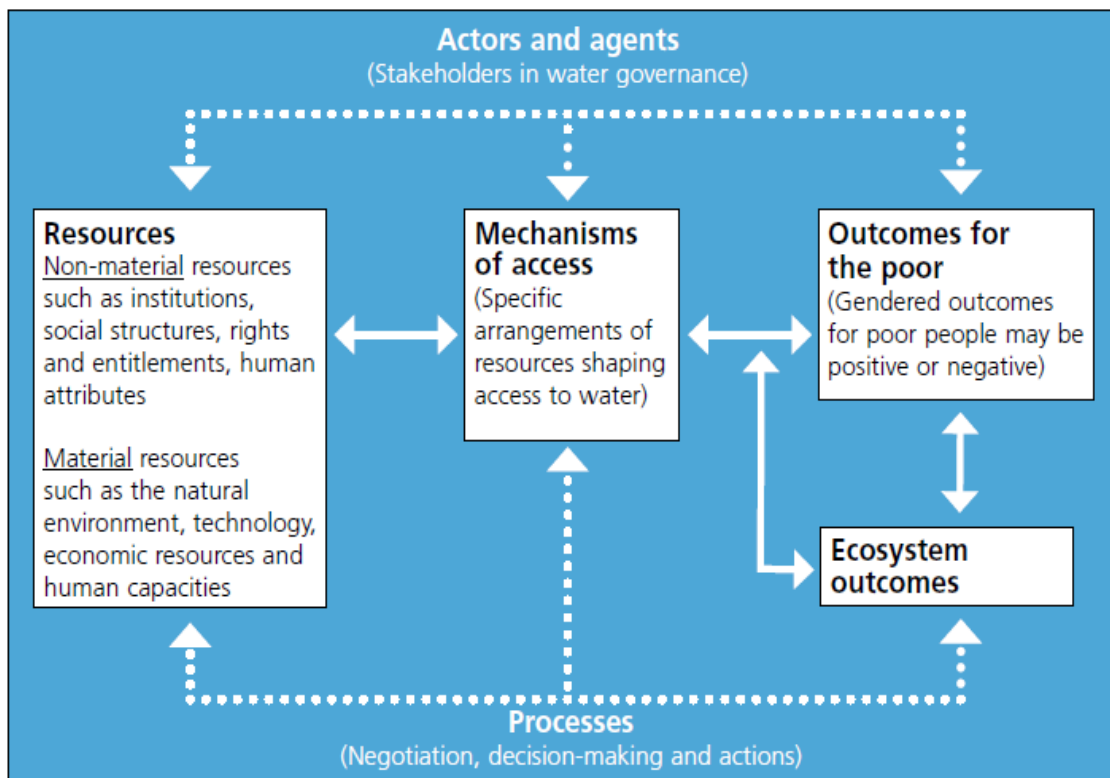 Actors and agents
(Stakeholders in water governance)
Resources
Non-material resources
such as institutions,
social structures, rights
and entitlements, human
attributes
Material resources
such as the natural
environment, technology,
economic resources and
human capacities
Mechanisms
of access
(Specific
arrangements of
resources shaping
access to water)
Outcomes for
the poor
(Gendered outcomes
for poor people may be
positive or negative)
Ecosystem
outcomes
Processes
(Negotiation, decision-making and actions)